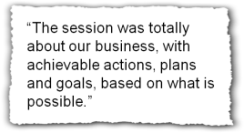 “The session was totally
about our business, with
achievable actions, plans
and goals, based on what is
possible.”